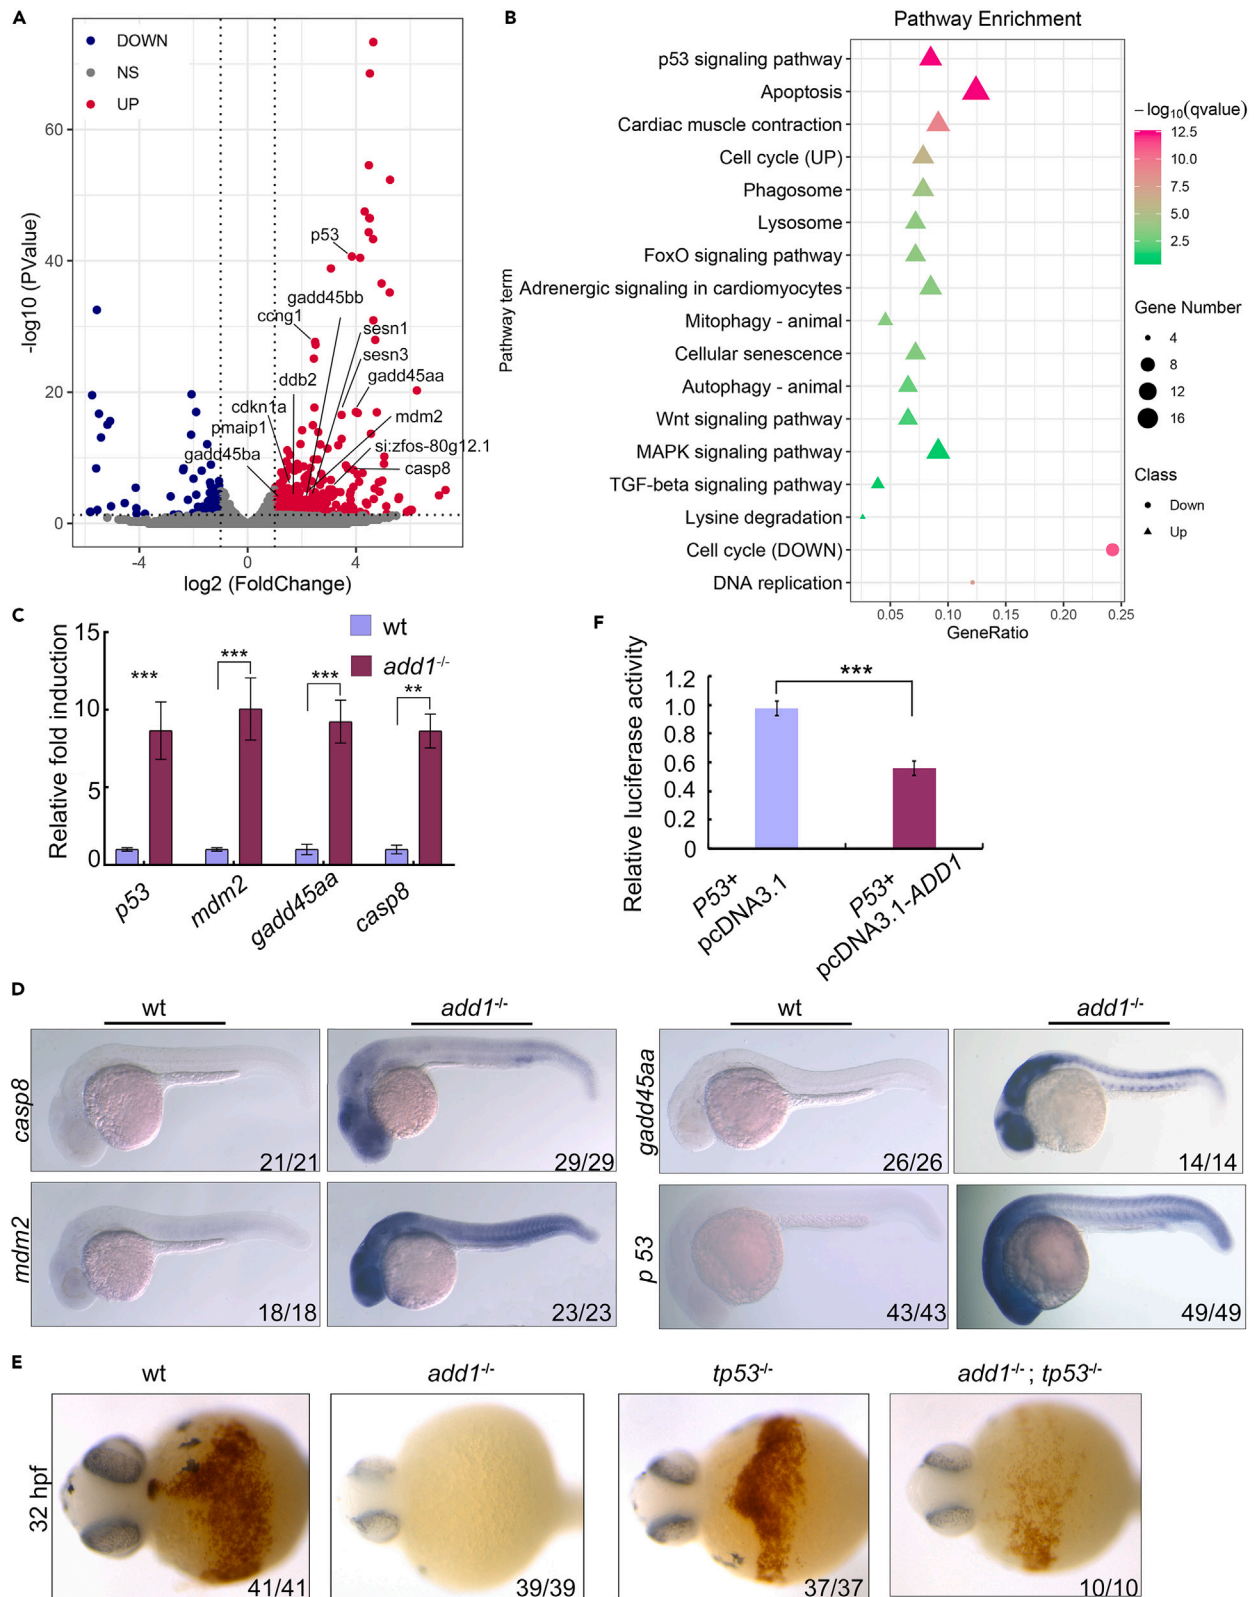 A
DOWN
NS
UP
60
40
20
0
-4
0
4
-log10 (PValue)
log2 (FoldChange)
p53
gadd45bb
ccng1
sesn1
sesn3
gadd45aa
ddb2
cdkn1a
mdm2
pmaip1
si:zfos-80g12.1
gadd45ba
casp8
B
Pathway Enrichment
Pathway term
p53 signaling pathway
Apoptosis
Cardiac muscle contraction
Cell cycle (UP)
Phagosome
Lysosome
FoxO signaling pathway
Adrenergic signaling in cardiomyocytes
Mitophagy - animal
Cellular senescence
Autophagy - animal
Wnt signaling pathway
MAPK signaling pathway
TGF-beta signaling pathway
Lysine degradation
Cell cycle (DOWN)
DNA replication
0.05 0.10 0.15 0.20 0.25
GeneRatio
−log10(qvalue)
12.5
10.0
7.5
5.0
2.5
Gene Number
4
8
12
16
Class
Down
Up
C
Relative fold induction
15
10
5
0
wt
add1-/-
***
***
***
**
p53
mdm2
gadd45aa
casp8
F
Relative luciferase activity
1.2
1.0
0.8
0.6
0.4
0.2
0
***
P53+
pcDNA3.1
P53+
pcDNA3.1-ADD1
D
wt
add1-/-
wt
add1-/-
casp8
21/21
29/29
gadd45aa
26/26
14/14
mdm2
18/18
23/23
p 53
43/43
49/49
E
wt
add1-/-
tp53-/-
add1-/- ; tp53-/-
32 hpf
41/41
39/39
37/37
10/10